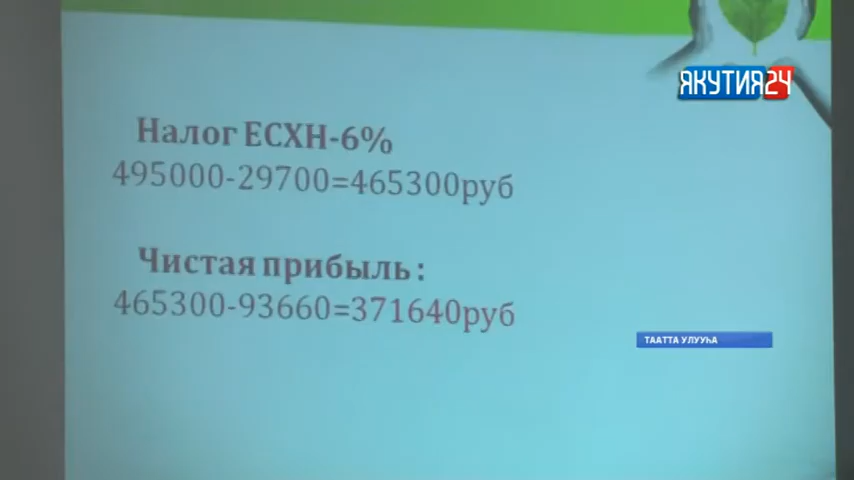 ЯКУТИЯ24
Налог ЕСХН-6%
495000-29700=465300руб
Чистая прибыль :
465300-93660=371640руб
ТААТТА УЛУУҺА